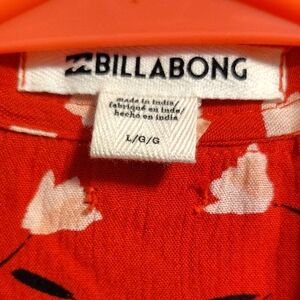 BILLABONG
made in india/
fabriqué en inde/
hecho en india
L/G/G